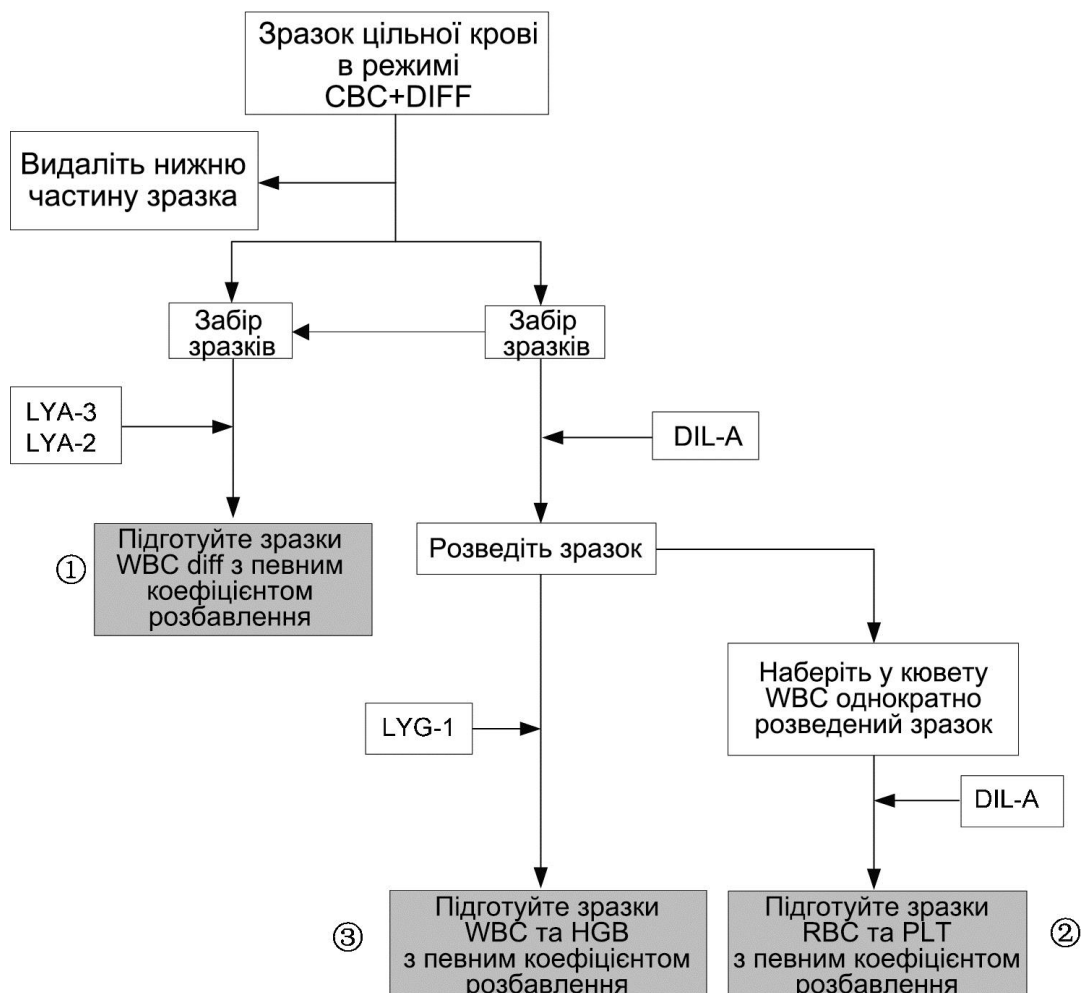 Зразок цільної крові
в режимі
CBC+DIFF
Видаліть нижню
частину зразка
Забір
зразків
Забір
зразків
LYA-3
LYA-2
DIL-A
①
Підготуйте зразки
WBC diff з певним
коефіцієнтом
розбавлення
Розведіть зразок
Наберіть у кювету
WBC однократно
розведений зразок
LYG-1
DIL-A
③
Підготуйте зразки
WBC та HGB
з певним коефіцієнтом
розбавлення
Підготуйте зразки
RBC та PLT
з певним коефіцієнтом
розбавлення
②